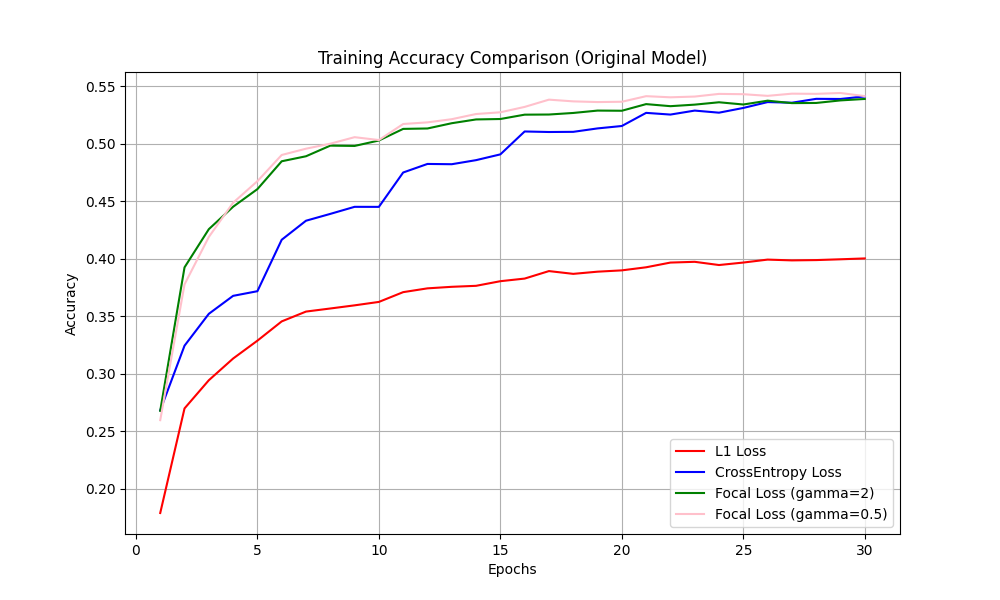 Training Accuracy Comparison (Original Model)
Accuracy
0.55
0.50
0.45
0.40
0.35
0.30
0.25
0.20
L1 Loss
CrossEntropy Loss
Focal Loss (gamma=2)
Focal Loss (gamma=0.5)
0 5 10 15 20 25 30
Epochs